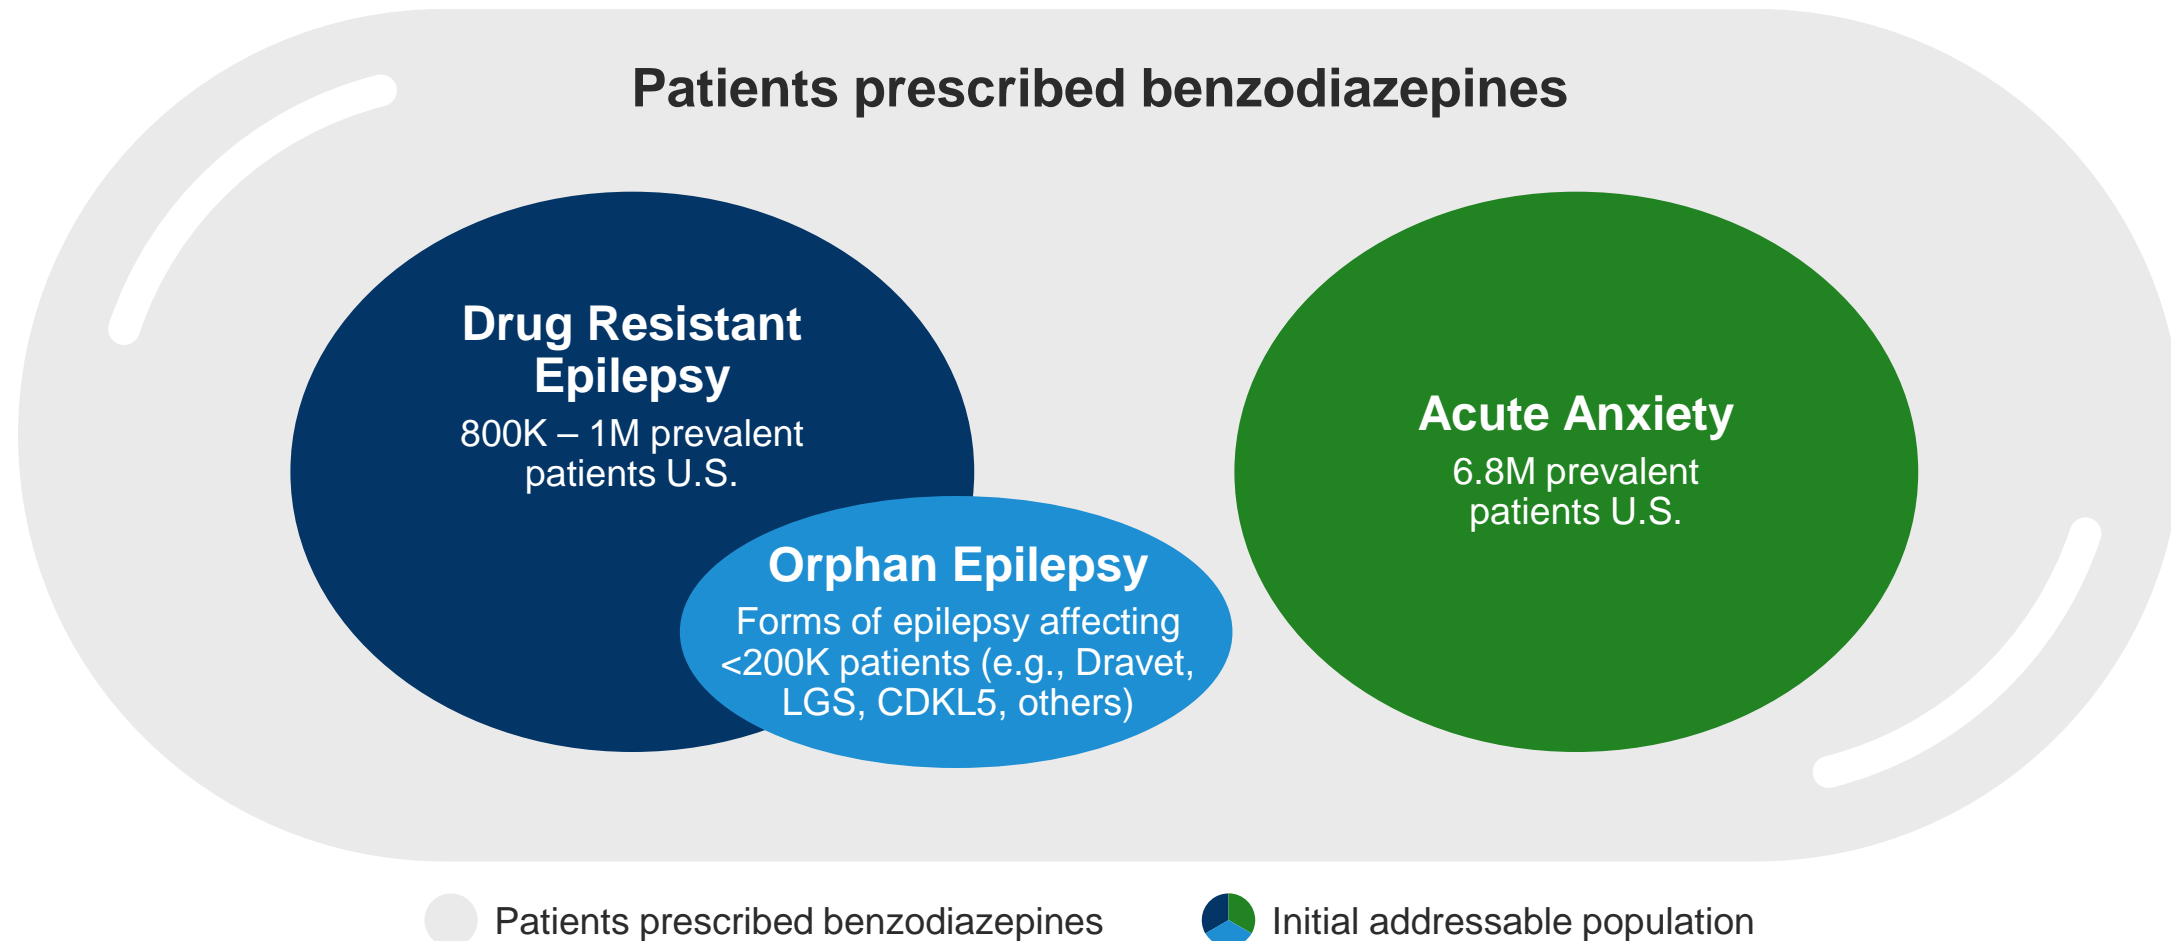 Patients prescribed benzodiazepines
Drug Resistant
Epilepsy
800K – 1M prevalent
patients U.S.
Orphan Epilepsy
Forms of epilepsy affecting
<200K patients (e.g., Dravet,
LGS, CDKL5, others)
Acute Anxiety
6.8M prevalent
patients U.S.
Patients prescribed benzodiazepines
Initial addressable population